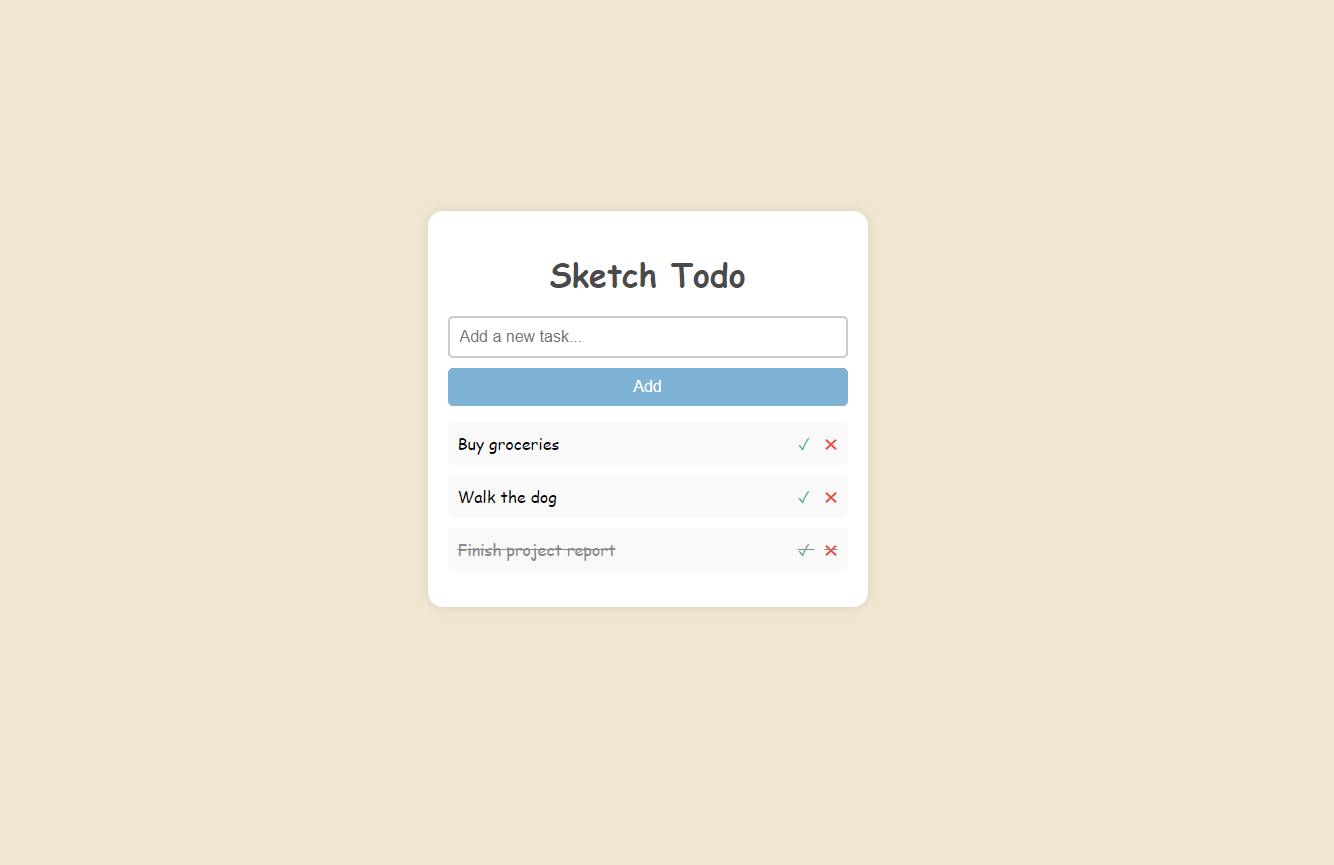 Sketch Todo
Add a new task...
Add
Buy groceries ✓ ✕
Walk the dog ✓ ✕
Finish project report ✓ ✕